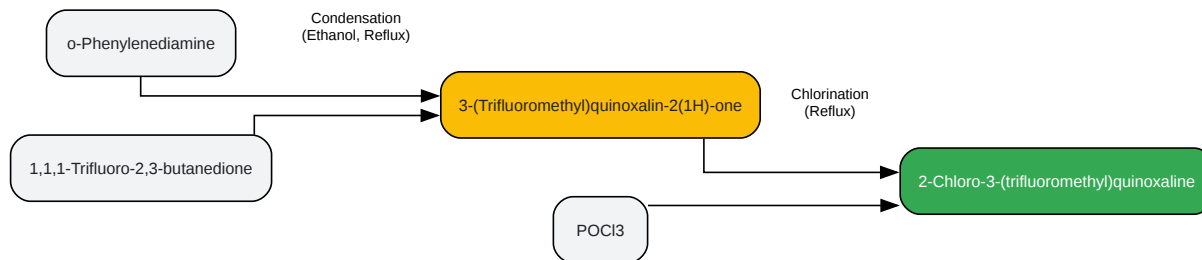 o-Phenylenediamine
Condensation
(Ethanol, Reflux)
1,1,1-Trifluoro-2,3-butanedione
3-(Trifluoromethyl)quinoxalin-2(1H)-one
Chlorination
(Reflux)
POCl3
2-Chloro-3-(trifluoromethyl)quinoxaline